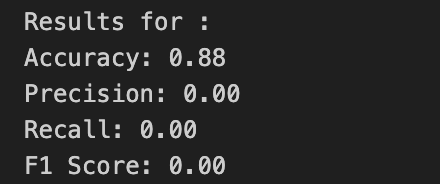 Results for :
Accuracy: 0.88
Precision: 0.00
Recall: 0.00
F1 Score: 0.00